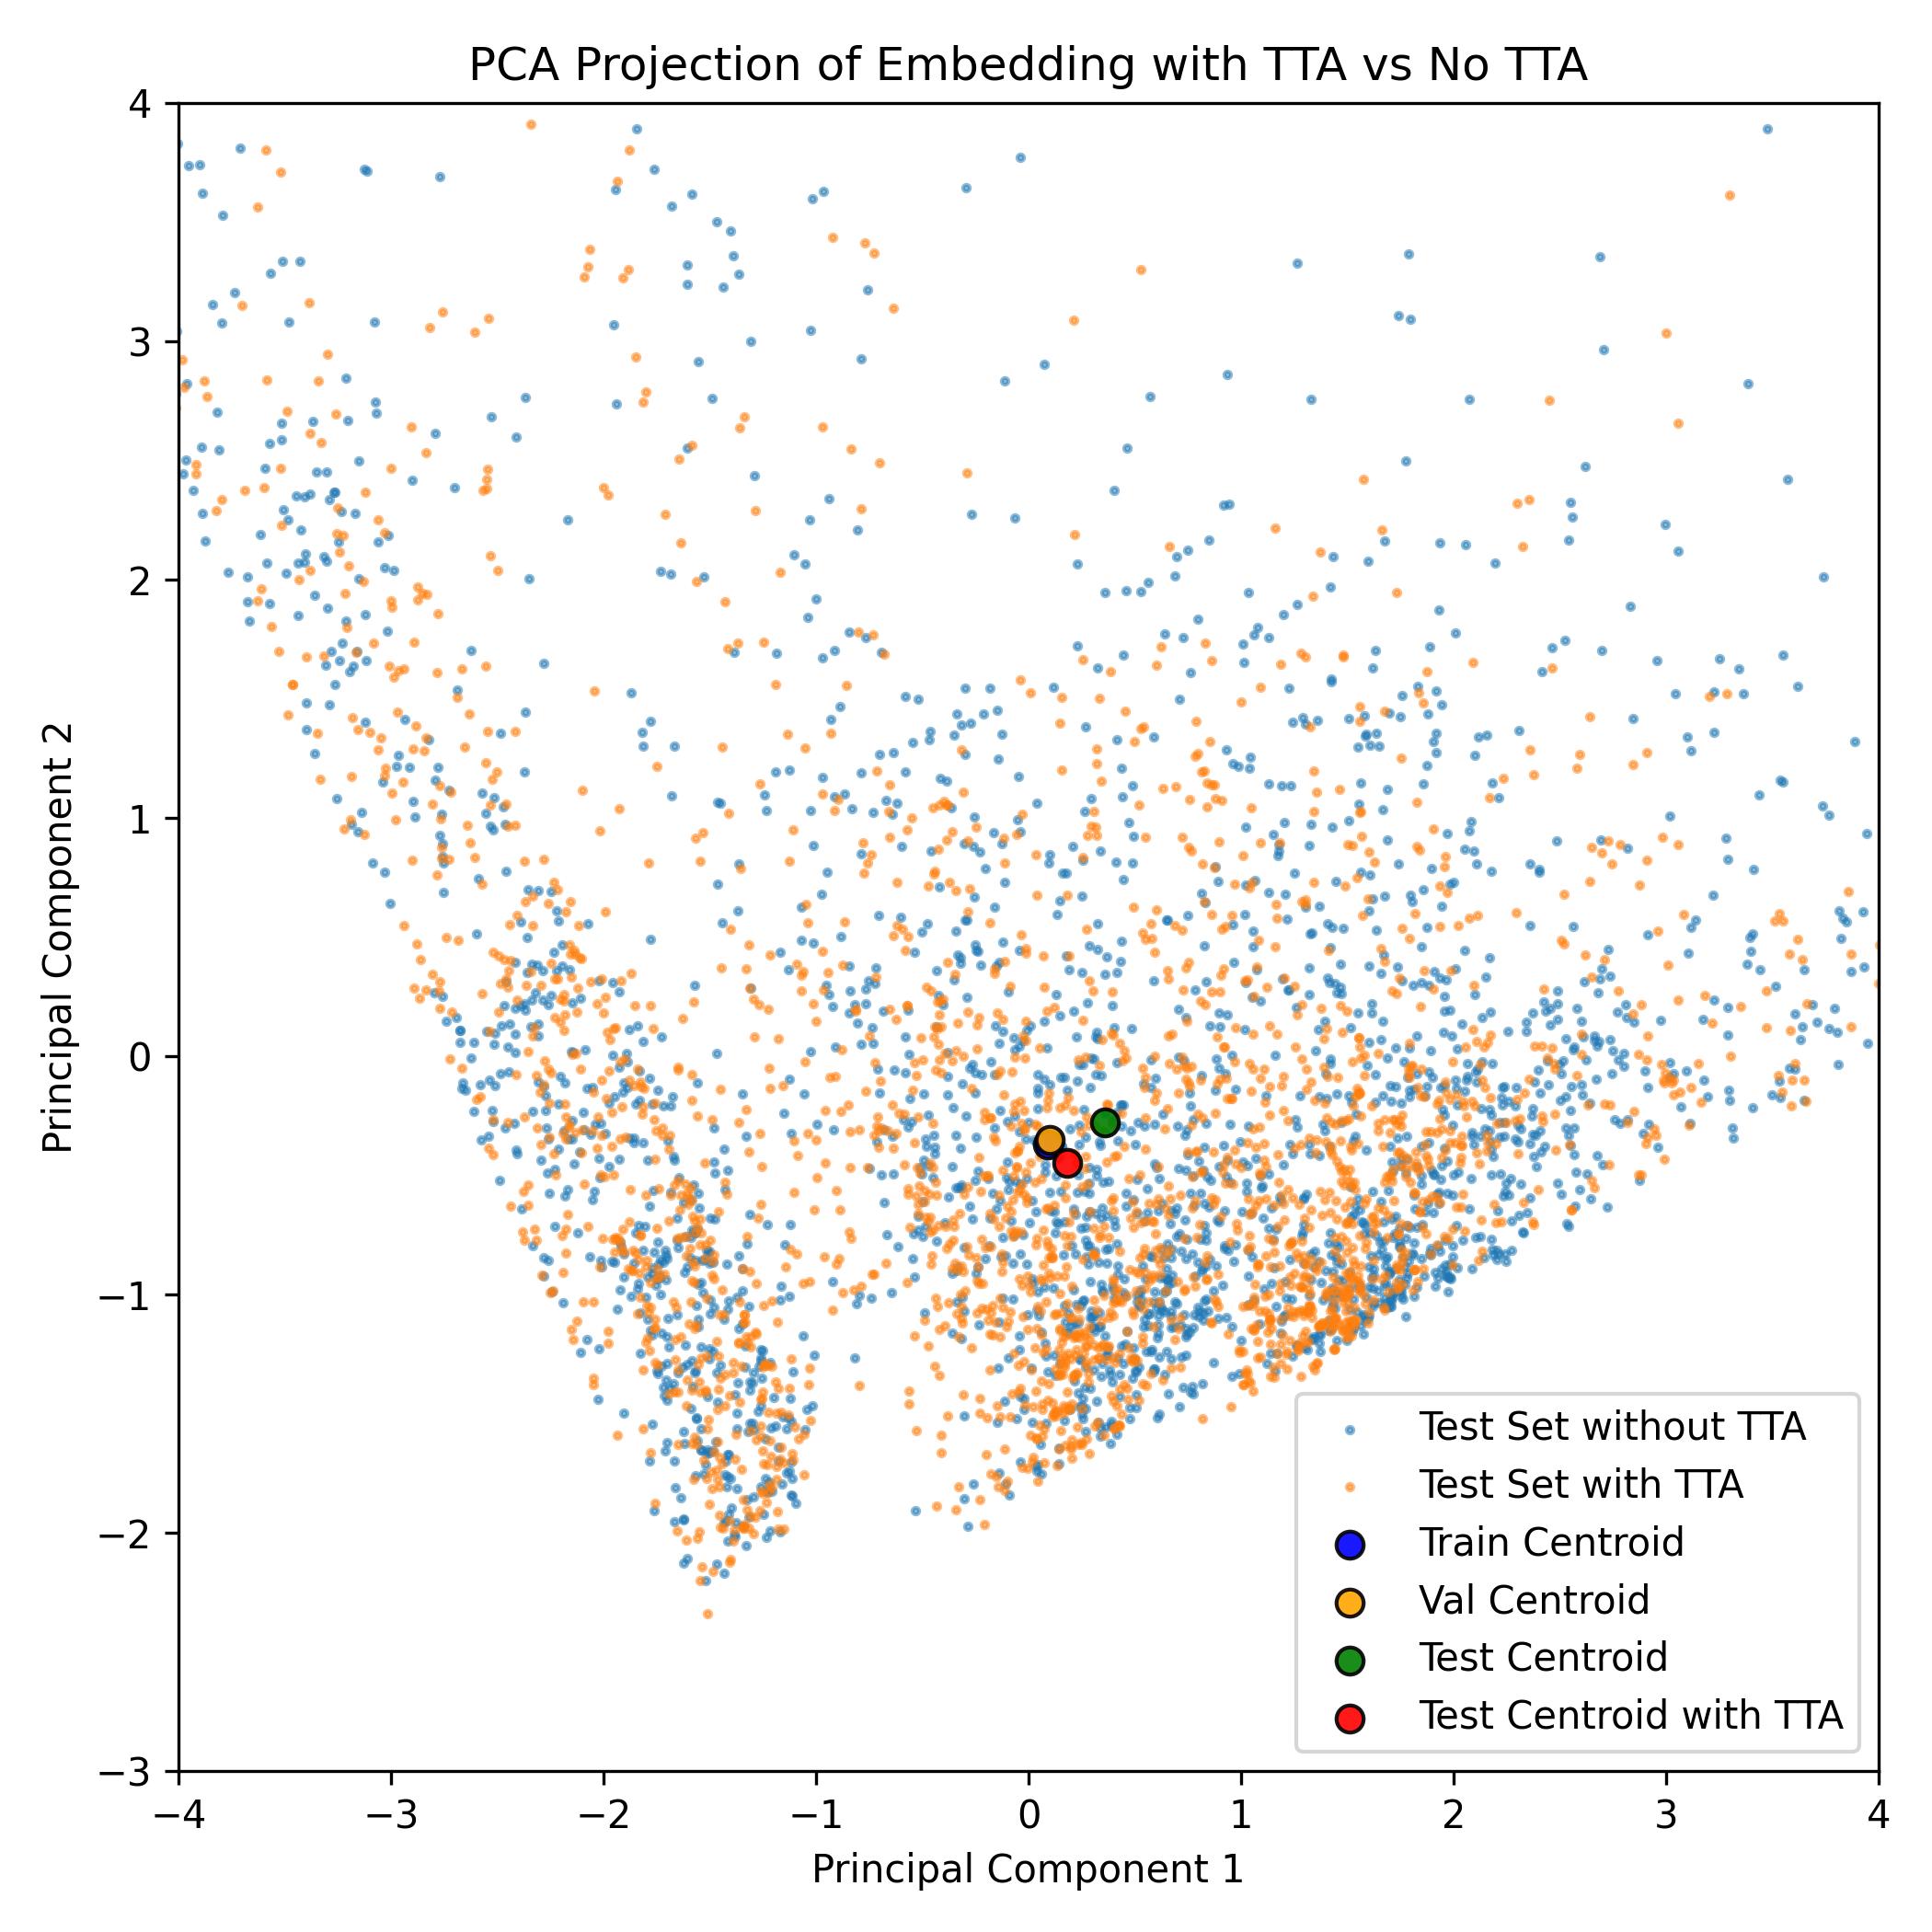 PCA Projection of Embedding with TTA vs No TTA
4
3
2
1
0
−1
−2
−3
Principal Component 2
−4
−3
−2
−1
0
1
2
3
4
Principal Component 1
Test Set without TTA
Test Set with TTA
Train Centroid
Val Centroid
Test Centroid
Test Centroid with TTA